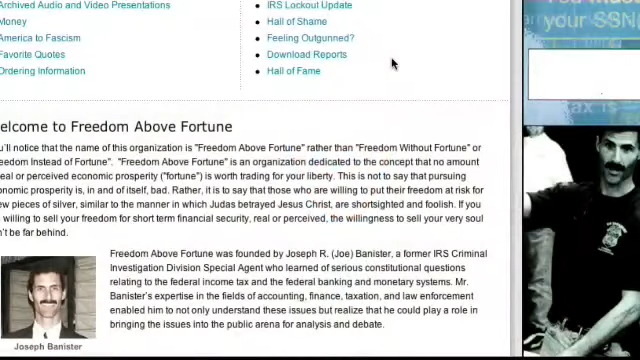 Archived Audio and Video Presentations
Money
America to Fascism
Favorite Quotes
Ordering Information
IRS Lockout Update
Hall of Shame
Feeling Outgunned?
Download Reports
Hall of Fame
your SSN
elcome to Freedom Above Fortune
u'll notice that the name of this organization is "Freedom Above Fortune" rather than "Freedom Without Fortune" or
eedom Instead of Fortune". "Freedom Above Fortune" is an organization dedicated to the concept that no amount
eal or perceived economic prosperity ("fortune") is worth trading for your liberty. This is not to say that pursuing
onomic prosperity is, in and of itself, bad. Rather, it is to say that those who are willing to put their freedom at risk for
ew pieces of silver, similar to the manner in which Judas betrayed Jesus Christ, are shortsighted and foolish. If you
willing to sell your freedom for short term financial security, real or perceived, the willingness to sell your very soul
n't be far behind.
Freedom Above Fortune was founded by Joseph R. (Joe) Banister, a former IRS Criminal
Investigation Division Special Agent who learned of serious constitutional questions
relating to the federal income tax and the federal banking and monetary systems. Mr.
Banister's expertise in the fields of accounting, finance, taxation, and law enforcement
enabled him to not only understand these issues but realize that he could play a role in
bringing the issues into the public arena for analysis and debate.
Joseph Banister